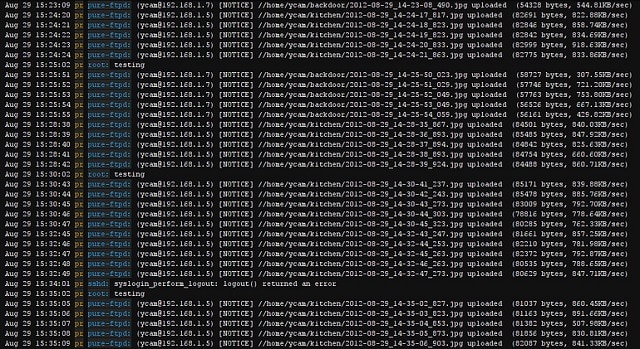 Aug 29 15:23:09 pr pure-ftpd: (ycam@192.168.1.7) [NOTICE] //home/ycam/backdoor/2012-08-29_14-23-08_490.jpg uploaded (54328 bytes, 544.81KB/sec)
Aug 29 15:24:20 pr pure-ftpd: (ycam@192.168.1.5) [NOTICE] //home/ycam/kitchen/2012-08-29_14-24-17_817.jpg uploaded (82691 bytes, 822.88KB/sec)
Aug 29 15:24:21 pr pure-ftpd: (ycam@192.168.1.5) [NOTICE] //home/ycam/kitchen/2012-08-29_14-24-18_823.jpg uploaded (82846 bytes, 858.74KB/sec)
Aug 29 15:24:22 pr pure-ftpd: (ycam@192.168.1.5) [NOTICE] //home/ycam/kitchen/2012-08-29_14-24-19_823.jpg uploaded (82842 bytes, 834.69KB/sec)
Aug 29 15:24:23 pr pure-ftpd: (ycam@192.168.1.5) [NOTICE] //home/ycam/kitchen/2012-08-29_14-24-20_833.jpg uploaded (82999 bytes, 918.63KB/sec)
Aug 29 15:24:24 pr pure-ftpd: (ycam@192.168.1.5) [NOTICE] //home/ycam/kitchen/2012-08-29_14-24-21_863.jpg uploaded (82775 bytes, 833.86KB/sec)
Aug 29 15:25:02 pr root: testing
Aug 29 15:25:51 pr pure-ftpd: (ycam@192.168.1.7) [NOTICE] //home/ycam/backdoor/2012-08-29_14-25-50_023.jpg uploaded (58727 bytes, 307.55KB/sec)
Aug 29 15:25:52 pr pure-ftpd: (ycam@192.168.1.7) [NOTICE] //home/ycam/backdoor/2012-08-29_14-25-51_029.jpg uploaded (57746 bytes, 721.20KB/sec)
Aug 29 15:25:53 pr pure-ftpd: (ycam@192.168.1.7) [NOTICE] //home/ycam/backdoor/2012-08-29_14-25-52_049.jpg uploaded (57763 bytes, 753.80KB/sec)
Aug 29 15:25:54 pr pure-ftpd: (ycam@192.168.1.7) [NOTICE] //home/ycam/backdoor/2012-08-29_14-25-53_049.jpg uploaded (56526 bytes, 667.13KB/sec)
Aug 29 15:25:55 pr pure-ftpd: (ycam@192.168.1.7) [NOTICE] //home/ycam/backdoor/2012-08-29_14-25-54_059.jpg uploaded (56161 bytes, 429.82KB/sec)
Aug 29 15:28:38 pr pure-ftpd: (ycam@192.168.1.5) [NOTICE] //home/ycam/kitchen/2012-08-29_14-28-35_867.jpg uploaded (84501 bytes, 840.03KB/sec)
Aug 29 15:28:39 pr pure-ftpd: (ycam@192.168.1.5) [NOTICE] //home/ycam/kitchen/2012-08-29_14-28-36_893.jpg uploaded (85485 bytes, 847.92KB/sec)
Aug 29 15:28:40 pr pure-ftpd: (ycam@192.168.1.5) [NOTICE] //home/ycam/kitchen/2012-08-29_14-28-37_894.jpg uploaded (84842 bytes, 825.63KB/sec)
Aug 29 15:28:41 pr pure-ftpd: (ycam@192.168.1.5) [NOTICE] //home/ycam/kitchen/2012-08-29_14-28-38_893.jpg uploaded (84754 bytes, 660.60KB/sec)
Aug 29 15:28:42 pr pure-ftpd: (ycam@192.168.1.5) [NOTICE] //home/ycam/kitchen/2012-08-29_14-28-39_924.jpg uploaded (84488 bytes, 860.71KB/sec)
Aug 29 15:30:02 pr root: testing
Aug 29 15:30:43 pr pure-ftpd: (ycam@192.168.1.5) [NOTICE] //home/ycam/kitchen/2012-08-29_14-30-41_237.jpg uploaded (85171 bytes, 839.88KB/sec)
Aug 29 15:30:44 pr pure-ftpd: (ycam@192.168.1.5) [NOTICE] //home/ycam/kitchen/2012-08-29_14-30-42_243.jpg uploaded (85478 bytes, 885.76KB/sec)
Aug 29 15:30:45 pr pure-ftpd: (ycam@192.168.1.5) [NOTICE] //home/ycam/kitchen/2012-08-29_14-30-43_273.jpg uploaded (83009 bytes, 792.70KB/sec)
Aug 29 15:30:46 pr pure-ftpd: (ycam@192.168.1.5) [NOTICE] //home/ycam/kitchen/2012-08-29_14-30-44_303.jpg uploaded (78816 bytes, 778.64KB/sec)
Aug 29 15:30:47 pr pure-ftpd: (ycam@192.168.1.5) [NOTICE] //home/ycam/kitchen/2012-08-29_14-30-45_323.jpg uploaded (80285 bytes, 762.33KB/sec)
Aug 29 15:32:45 pr pure-ftpd: (ycam@192.168.1.5) [NOTICE] //home/ycam/kitchen/2012-08-29_14-32-43_247.jpg uploaded (81661 bytes, 857.25KB/sec)
Aug 29 15:32:46 pr pure-ftpd: (ycam@192.168.1.5) [NOTICE] //home/ycam/kitchen/2012-08-29_14-32-44_253.jpg uploaded (82210 bytes, 781.98KB/sec)
Aug 29 15:32:47 pr pure-ftpd: (ycam@192.168.1.5) [NOTICE] //home/ycam/kitchen/2012-08-29_14-32-45_263.jpg uploaded (82372 bytes, 792.87KB/sec)
Aug 29 15:32:48 pr pure-ftpd: (ycam@192.168.1.5) [NOTICE] //home/ycam/kitchen/2012-08-29_14-32-46_263.jpg uploaded (80535 bytes, 788.65KB/sec)
Aug 29 15:32:49 pr pure-ftpd: (ycam@192.168.1.5) [NOTICE] //home/ycam/kitchen/2012-08-29_14-32-47_273.jpg uploaded (80629 bytes, 847.71KB/sec)
Aug 29 15:34:01 pr sshd: syslogin_perform_logout: logout() returned an error
Aug 29 15:35:02 pr root: testing
Aug 29 15:35:05 pr pure-ftpd: (ycam@192.168.1.5) [NOTICE] //home/ycam/kitchen/2012-08-29_14-35-02_827.jpg uploaded (81037 bytes, 860.45KB/sec)
Aug 29 15:35:06 pr pure-ftpd: (ycam@192.168.1.5) [NOTICE] //home/ycam/kitchen/2012-08-29_14-35-03_823.jpg uploaded (81163 bytes, 891.66KB/sec)
Aug 29 15:35:07 pr pure-ftpd: (ycam@192.168.1.5) [NOTICE] //home/ycam/kitchen/2012-08-29_14-35-04_853.jpg uploaded (81382 bytes, 507.98KB/sec)
Aug 29 15:35:08 pr pure-ftpd: (ycam@192.168.1.5) [NOTICE] //home/ycam/kitchen/2012-08-29_14-35-05_873.jpg uploaded (81856 bytes, 830.81KB/sec)
Aug 29 15:35:09 pr pure-ftpd: (ycam@192.168.1.5) [NOTICE] //home/ycam/kitchen/2012-08-29_14-35-06_903.jpg uploaded (82087 bytes, 841.33KB/sec)